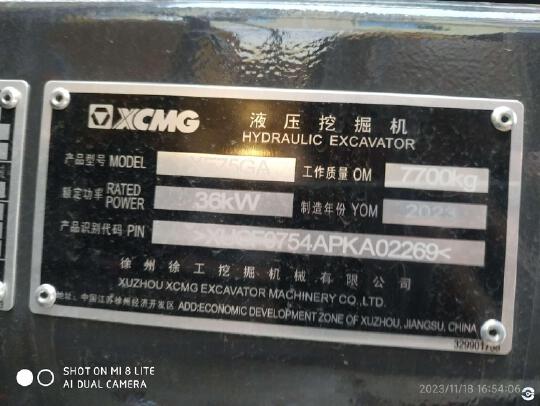 XCMG 液压挖掘机
HYDRAULIC EXCAVATOR
产品型号 MODEL 工作质量 OM 7700kg
额定功率 RATED POWER 36kW 制造年份 YOM
产品识别代码 PIN
徐州徐工挖掘机械有限公司
XUZHOU XCMG EXCAVATOR MACHINERY CO.,LTD.
地址：中国江苏徐州经济开发区 ADD:ECONOMIC DEVELOPMENT ZONE OF XUZHOU, JIANGSU, CHINA
SHOT ON MI 8 LITE
AI DUAL CAMERA
2023/11/18 16:54:06